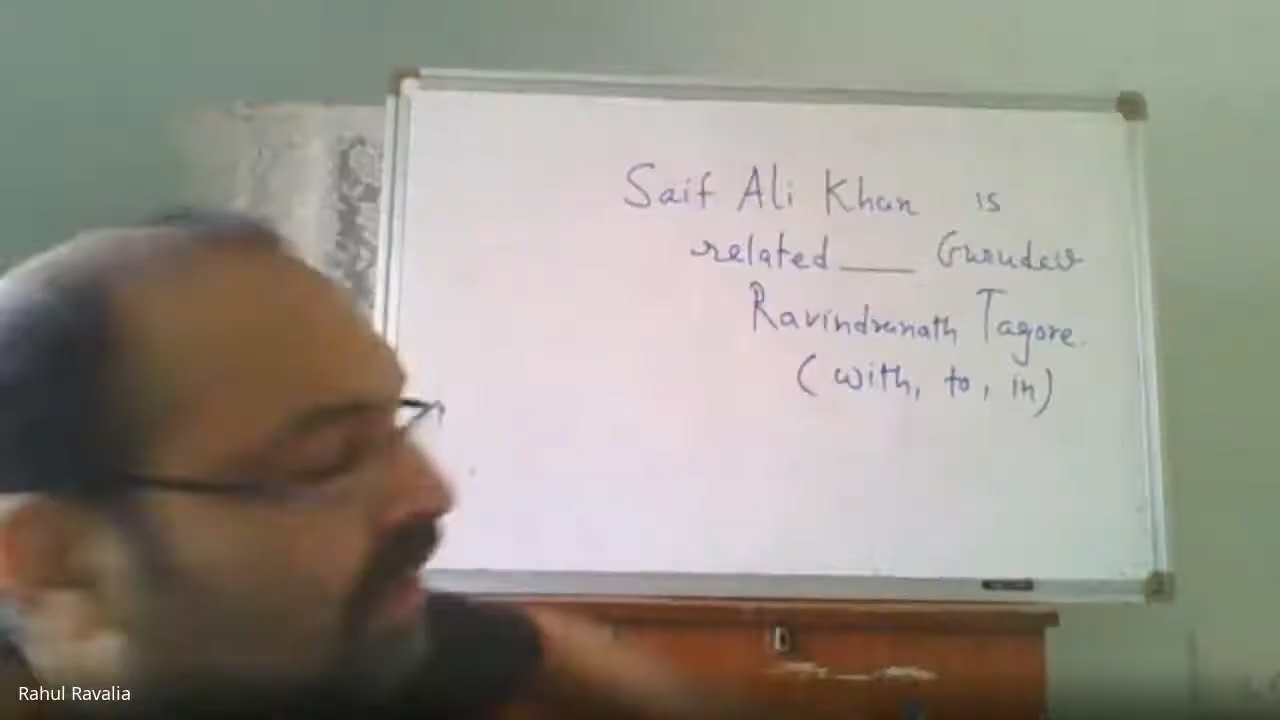 Saif Ali Khan is
related ___ Gurudev
Ravindranath Tagore.
(with, to, in)
Rahul Ravalia